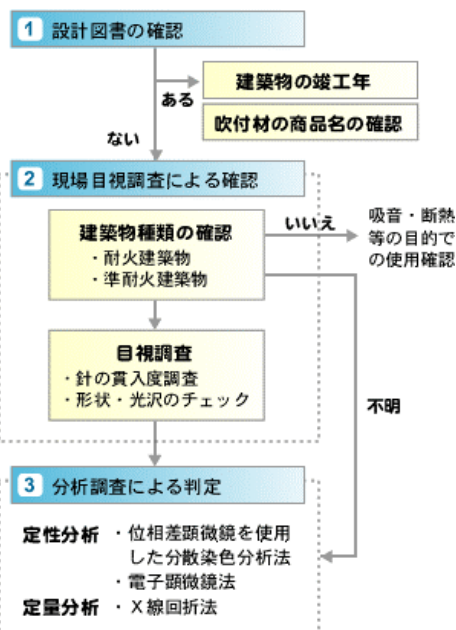 1 設計図書の確認
ある
建築物の竣工年
吹付材の商品名の確認
ない
2 現場目視調査による確認
建築物種類の確認
・耐火建築物
・準耐火建築物
いいえ
吸音・断熱
等の目的で
の使用確認
目視調査
・針の貫入度調査
・形状・光沢のチェック
不明
3 分析調査による判定
定性分析 ・位相差顕微鏡を使用
した分散染色分析法
・電子顕微鏡法
定量分析 ・X線回折法